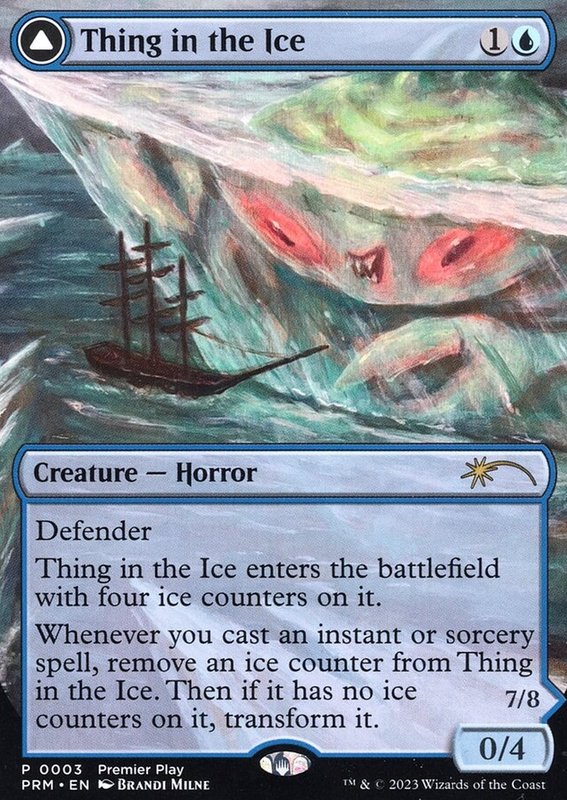 Thing in the Ice 1
Creature — Horror
Defender
Thing in the Ice enters the battlefield
with four ice counters on it.
Whenever you cast an instant or sorcery
spell, remove an ice counter from Thing
in the Ice. Then if it has no ice
counters on it, transform it.
7/8
0/4
P 0003 Premier Play
PRM • EN Brandi Milne
™ & © 2023 Wizards of the Coast